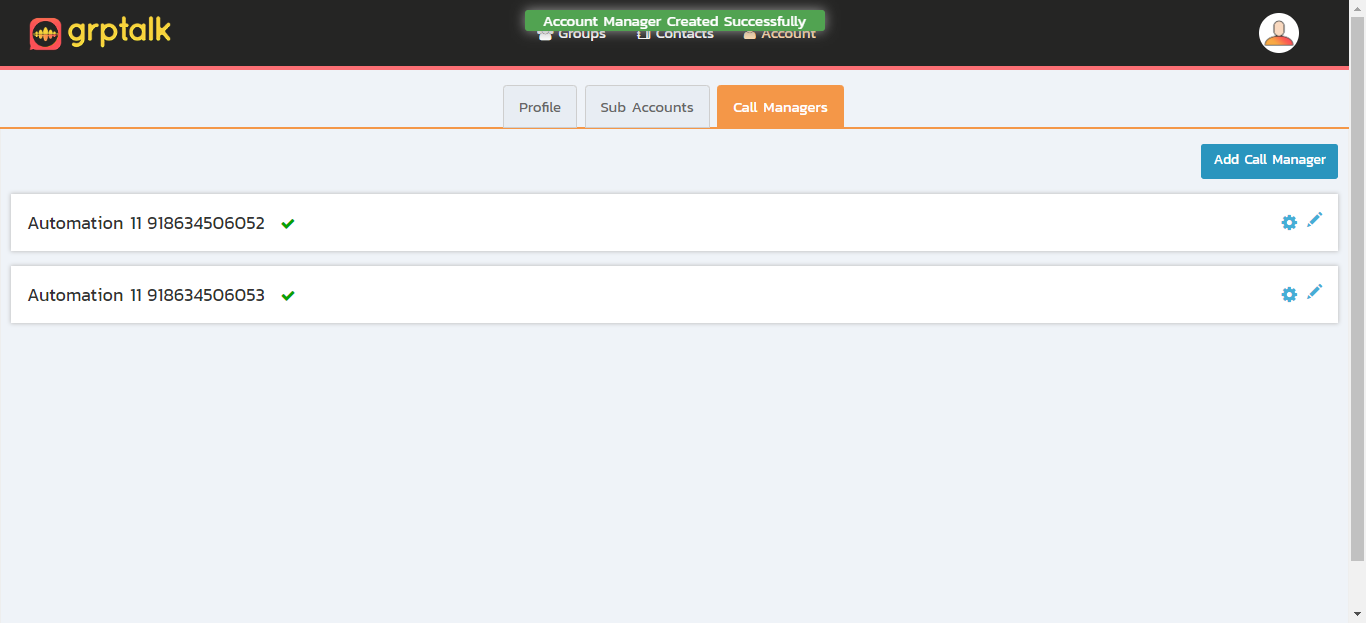 grptalk
Account Manager Created Successfully
Groups Contacts Account
Profile Sub Accounts Call Managers
Add Call Manager
Automation 11 918634506052
Automation 11 918634506053